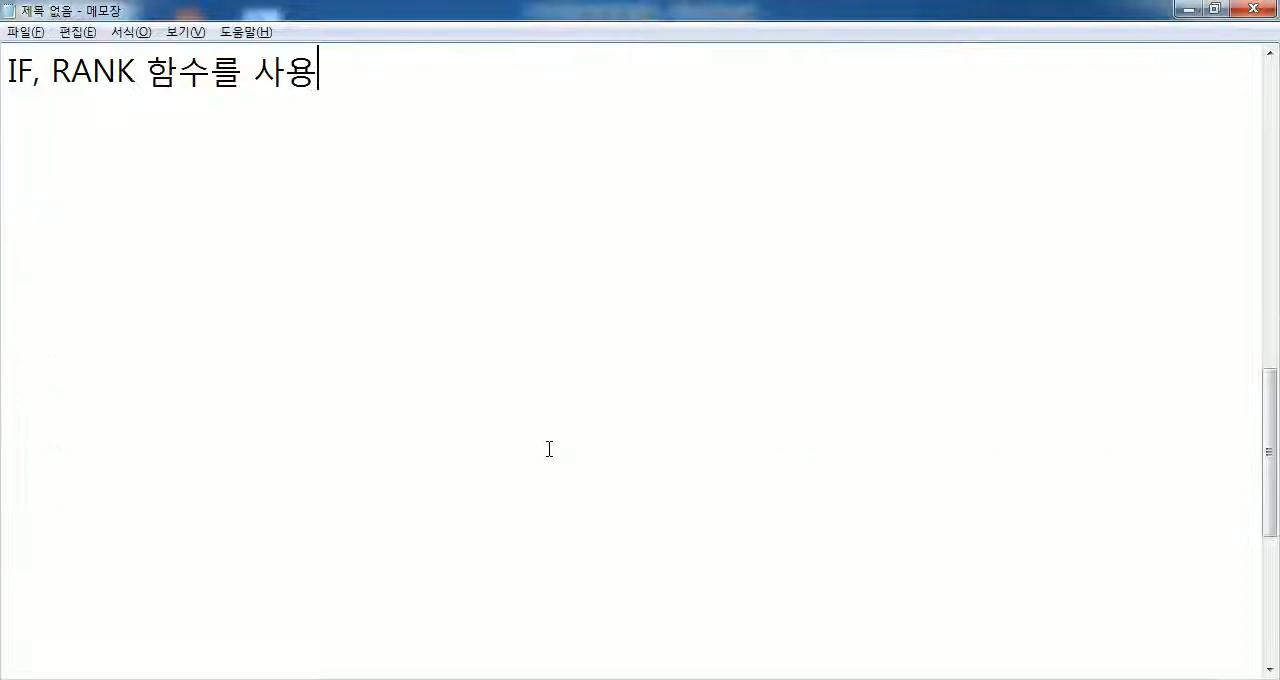 제목 없음 - 메모장
파일(F) 편집(E) 서식(O) 보기(V) 도움말(H)
IF, RANK 함수를 사용